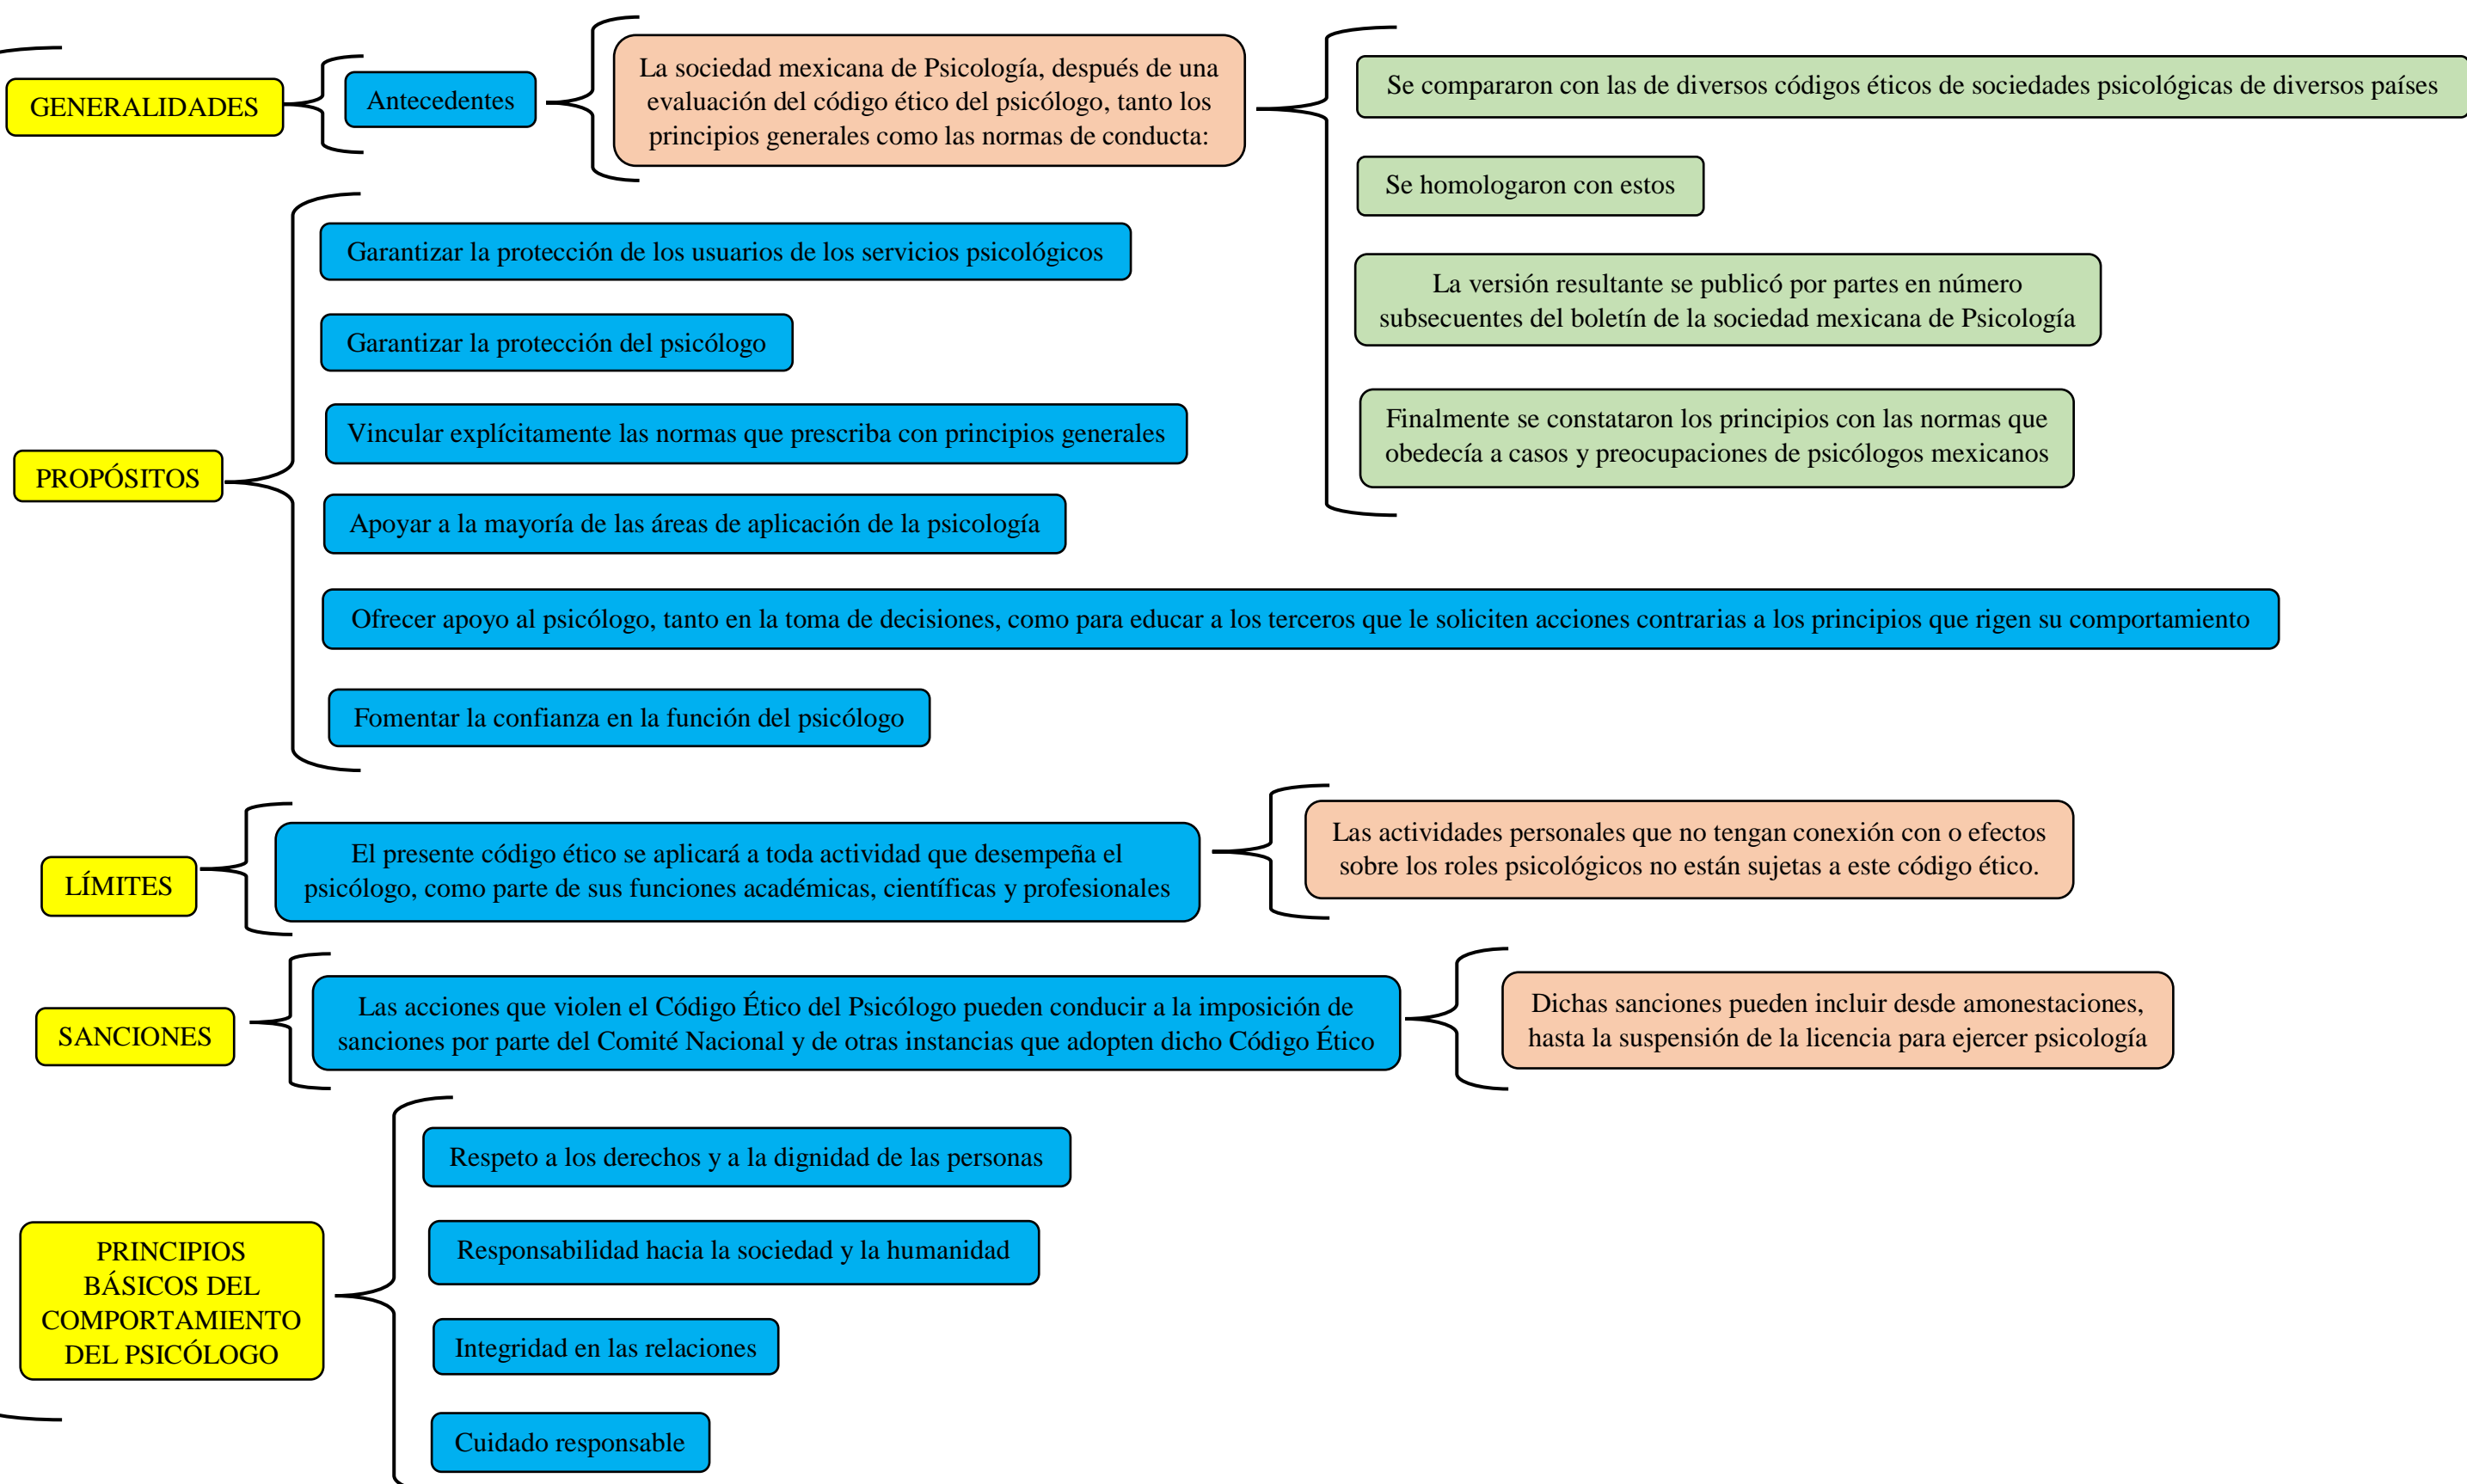 GENERALIDADES
Antecedentes
La sociedad mexicana de Psicología, después de una
evaluación del código ético del psicólogo, tanto los
principios generales como las normas de conducta:
Se compararon con las de diversos códigos éticos de sociedades psicológicas de diversos países
Se homologaron con estos
La versión resultante se publicó por partes en número
subsecuentes del boletín de la sociedad mexicana de Psicología
Finalmente se constataron los principios con las normas que
obedecía a casos y preocupaciones de psicólogos mexicanos
PROPÓSITOS
Garantizar la protección de los usuarios de los servicios psicológicos
Garantizar la protección del psicólogo
Vincular explícitamente las normas que prescriba con principios generales
Apoyar a la mayoría de las áreas de aplicación de la psicología
Ofrecer apoyo al psicólogo, tanto en la toma de decisiones, como para educar a los terceros que le soliciten acciones contrarias a los principios que rigen su comportamiento
Fomentar la confianza en la función del psicólogo
LÍMITES
El presente código ético se aplicará a toda actividad que desempeña el
psicólogo, como parte de sus funciones académicas, científicas y profesionales
Las actividades personales que no tengan conexión con o efectos
sobre los roles psicológicos no están sujetas a este código ético.
SANCIONES
Las acciones que violen el Código Ético del Psicólogo pueden conducir a la imposición de
sanciones por parte del Comité Nacional y de otras instancias que adopten dicho Código Ético
Dichas sanciones pueden incluir desde amonestaciones,
hasta la suspensión de la licencia para ejercer psicología
PRINCIPIOS
BÁSICOS DEL
COMPORTAMIENTO
DEL PSICÓLOGO
Respeto a los derechos y a la dignidad de las personas
Responsabilidad hacia la sociedad y la humanidad
Integridad en las relaciones
Cuidado responsable